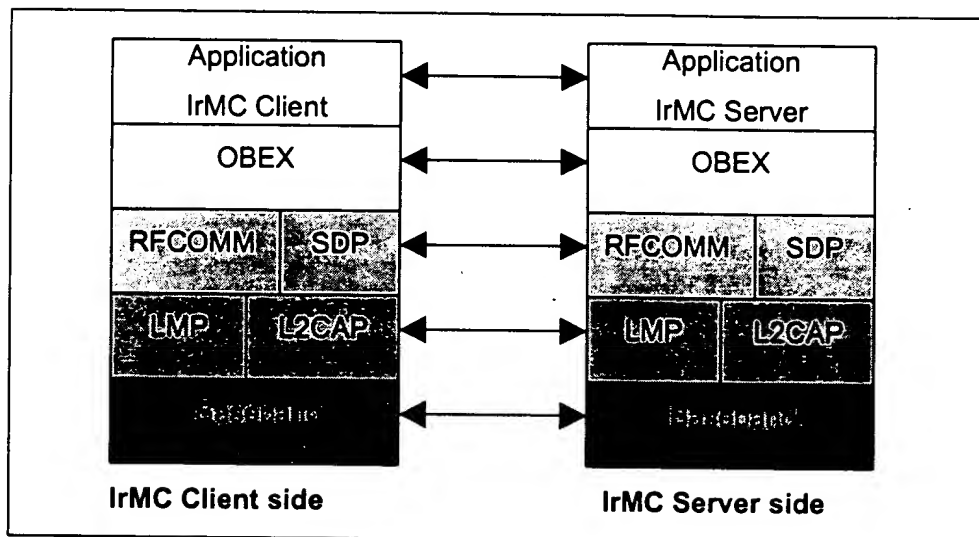 Application
IrMC Client
OBEX
RFCOMM SDP
LMP L2CAP
IrMC Client side
Application
IrMC Server
OBEX
RFCOMM SDP
LMP L2CAP
IrMC Server side